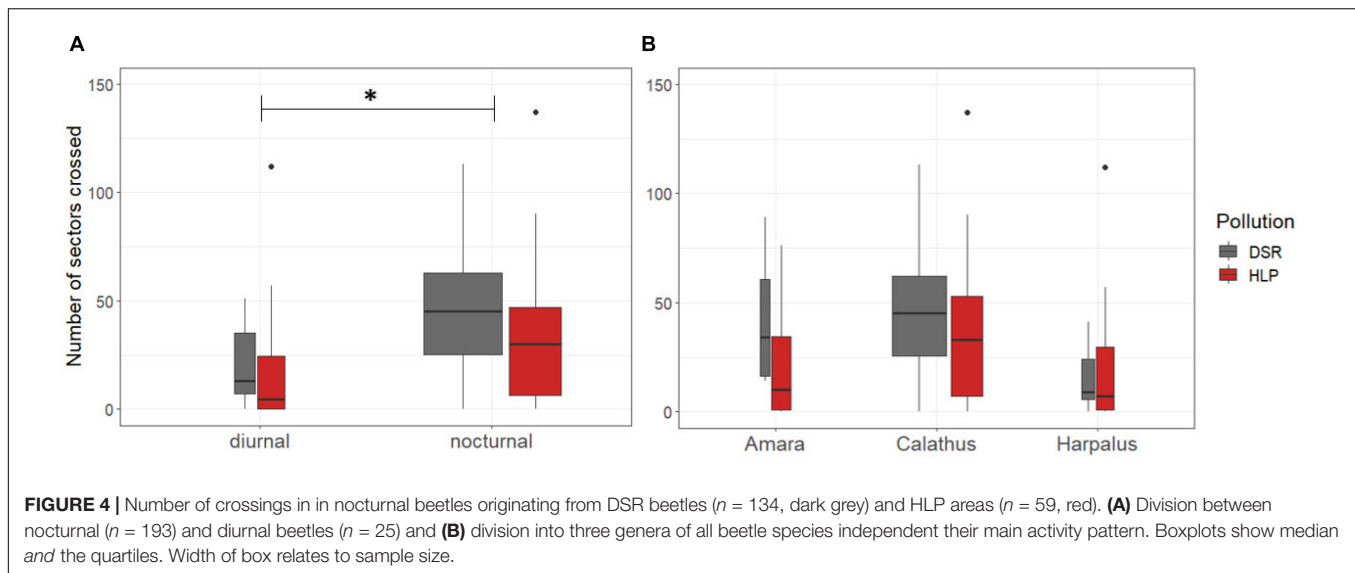 A
B
150
100
50
0
Number of sectors crossed
*
diurnal
nocturnal
150
100
50
0
Amara
Calathus
Harpalus
Pollution
DSR
HLP
FIGURE 4 | Number of crossings in in nocturnal beetles originating from DSR beetles (n = 134, dark grey) and HLP areas (n = 59, red). (A) Division between
nocturnal (n = 193) and diurnal beetles (n = 25) and (B) division into three genera of all beetle species independent their main activity pattern. Boxplots show median
and the quartiles. Width of box relates to sample size.